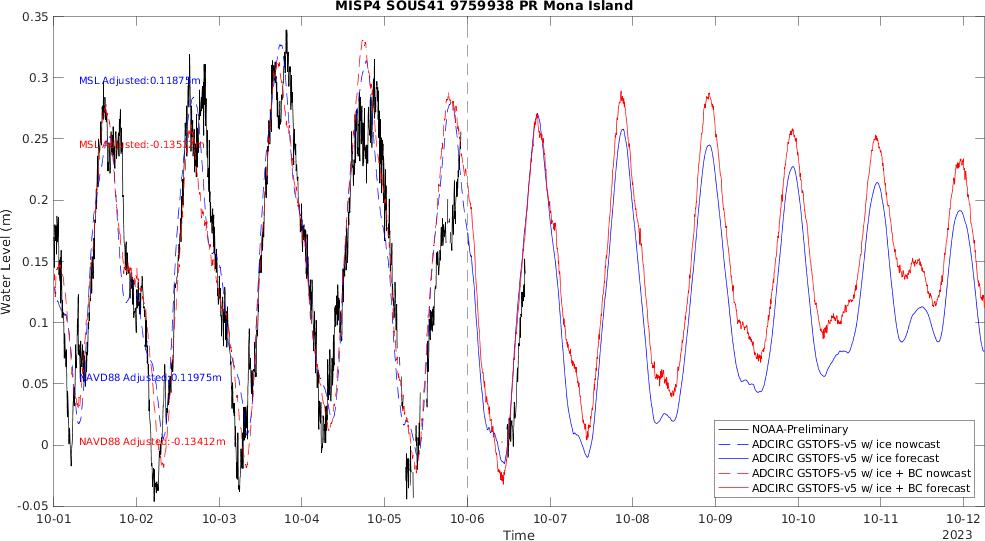 MISP4 SOUS41 9759938 PR Mona Island
0.35
0.3
0.25
0.2
0.15
0.1
0.05
0
-0.05
Water Level (m)
MSL Adjusted:0.11875m
MSL Adjusted:-0.1351 m
NAVD88 Adjusted:0.11975m
NAVD88 Adjusted:-0.13412m
NOAA-Preliminary
ADCIRC GSTOFS-v5 w/ ice nowcast
ADCIRC GSTOFS-v5 w/ ice forecast
ADCIRC GSTOFS-v5 w/ ice + BC nowcast
ADCIRC GSTOFS-v5 w/ ice + BC forecast
10-01 10-02 10-03 10-04 10-05 10-06 10-07 10-08 10-09 10-10 10-11 10-12
2023
Time